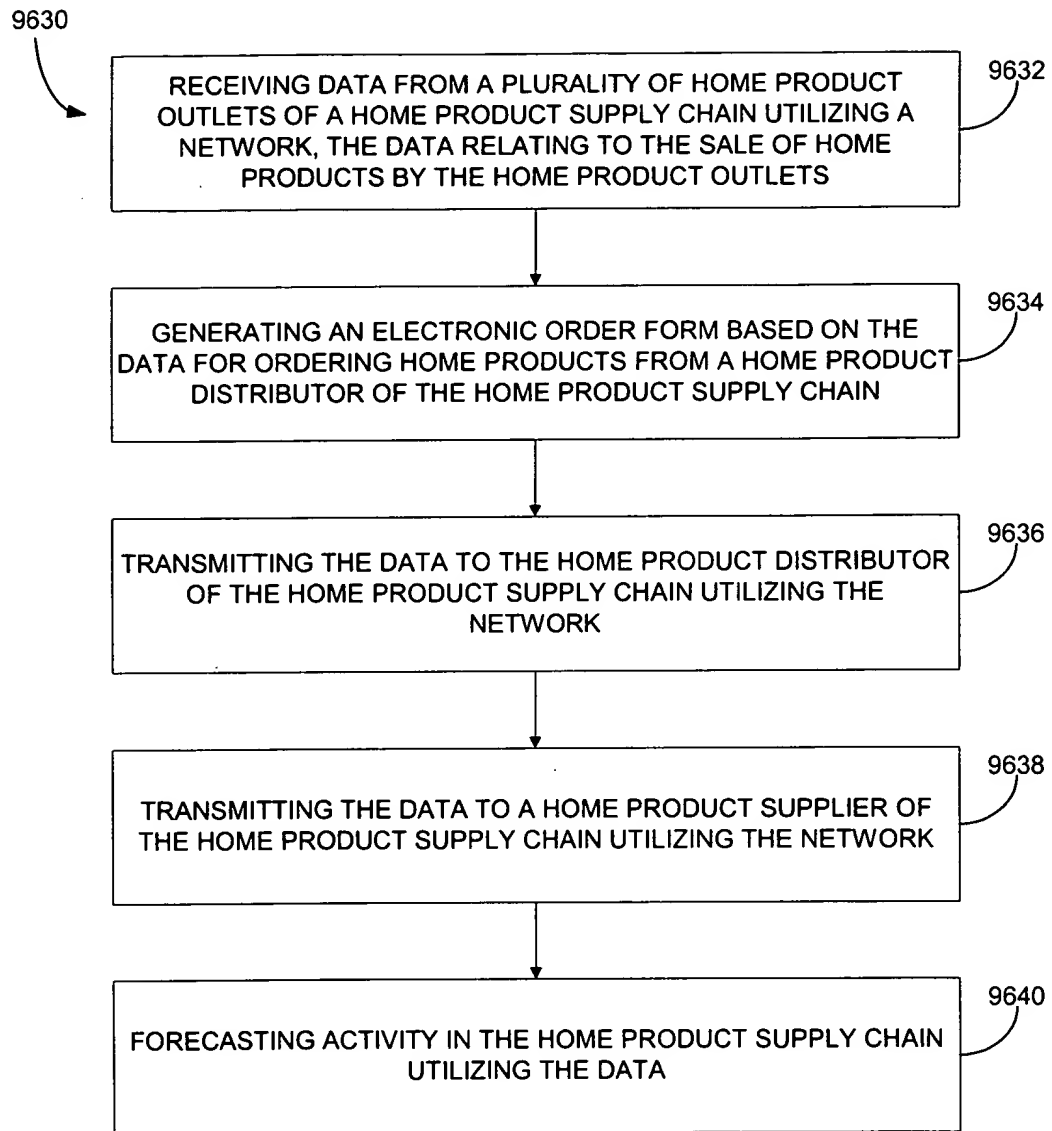 9630
9632
RECEIVING DATA FROM A PLURALITY OF HOME PRODUCT
OUTLETS OF A HOME PRODUCT SUPPLY CHAIN UTILIZING A
NETWORK, THE DATA RELATING TO THE SALE OF HOME
PRODUCTS BY THE HOME PRODUCT OUTLETS
9634
GENERATING AN ELECTRONIC ORDER FORM BASED ON THE
DATA FOR ORDERING HOME PRODUCTS FROM A HOME PRODUCT
DISTRIBUTOR OF THE HOME PRODUCT SUPPLY CHAIN
9636
TRANSMITTING THE DATA TO THE HOME PRODUCT DISTRIBUTOR
OF THE HOME PRODUCT SUPPLY CHAIN UTILIZING THE
NETWORK
9638
TRANSMITTING THE DATA TO A HOME PRODUCT SUPPLIER OF
THE HOME PRODUCT SUPPLY CHAIN UTILIZING THE NETWORK
9640
FORECASTING ACTIVITY IN THE HOME PRODUCT SUPPLY CHAIN
UTILIZING THE DATA